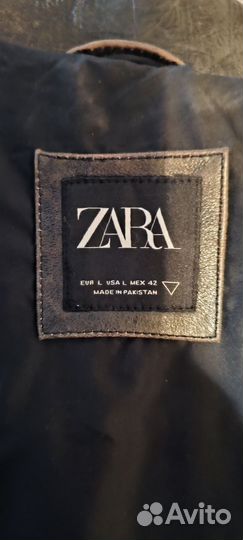 ZARA
EUR L USA L MEX 42
MADE IN PAKISTAN
Avito